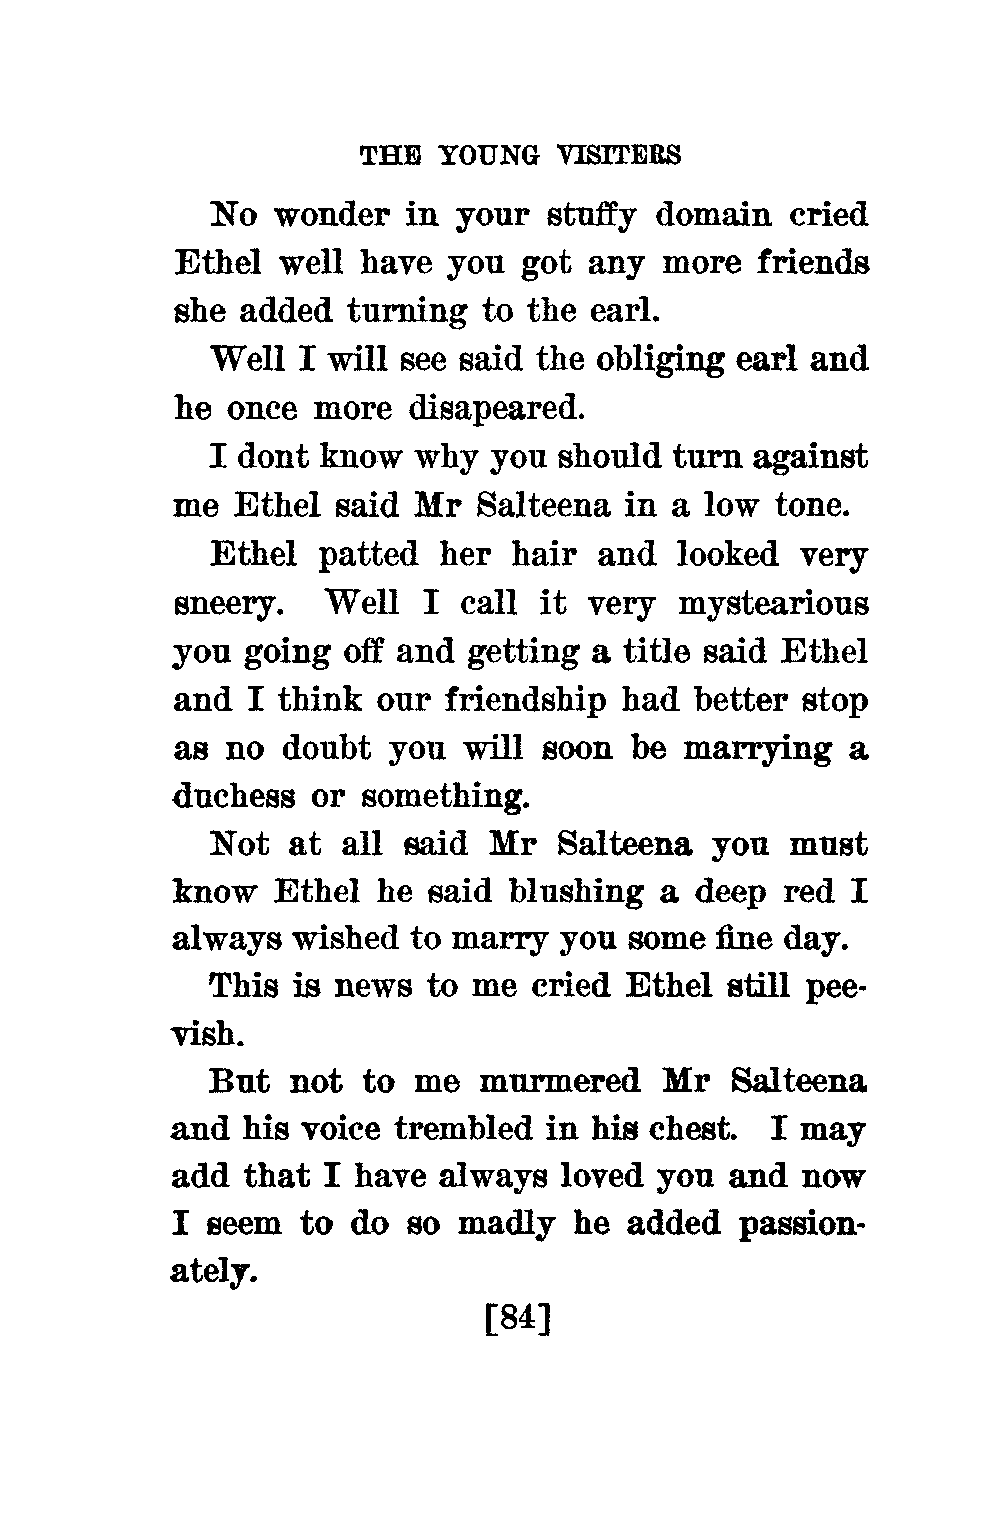 THE YOUNG VISITERS
No wonder in your stuffy domain cried
Ethel well have you got any more friends
she added turning to the earl.
Well I will see said the obliging earl and
he once more disapeared.
I dont know why you should turn against
me Ethel said Mr Salteena in a low tone.
Ethel patted her hair and looked very
sneery. Well I call it very mystearious
you going off and getting a title said Ethel
and I think our friendship had better stop
as no doubt you will soon be marrying a
duchess or something.
Not at all said Mr Salteena you must
know Ethel he said blushing a deep red I
always wished to marry you some fine day.
This is news to me cried Ethel still pee-
vish.
But not to me murmered Mr Salteena
and his voice trembled in his chest. I may
add that I have always loved you and now
I seem to do so madly he added passion-
ately.
[84]